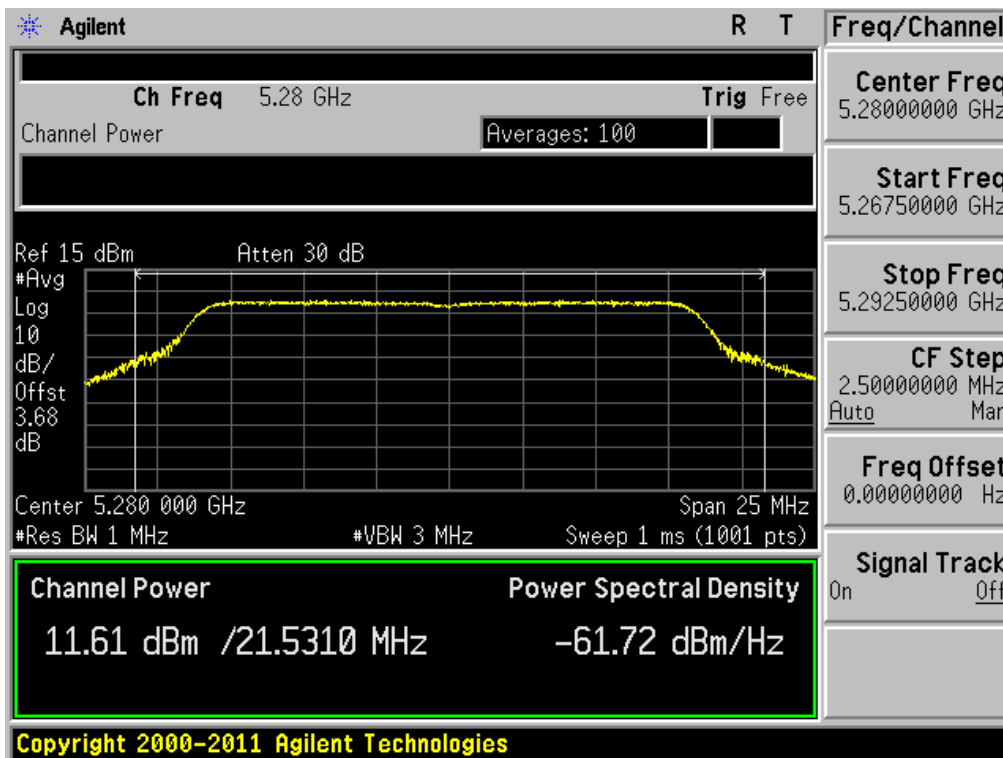 Agilent R T Freq/Channel
Ch Freq 5.28 GHz Trig Free
Channel Power Averages: 100
Center Freq
5.28000000 GHz
Start Freq
5.26750000 GHz
Stop Freq
5.29250000 GHz
CF Step
2.50000000 MHz
Auto Man
Freq Offset
0.00000000 Hz
Signal Track
On Off
Ref 15 dBm Atten 30 dB
#Avg
Log
10
dB/
Offst
3.68
dB
Center 5.280 000 GHz Span 25 MHz
#Res BW 1 MHz #VBW 3 MHz Sweep 1 ms (1001 pts)
Channel Power Power Spectral Density
11.61 dBm /21.5310 MHz -61.72 dBm/Hz
Copyright 2000-2011 Agilent Technologies